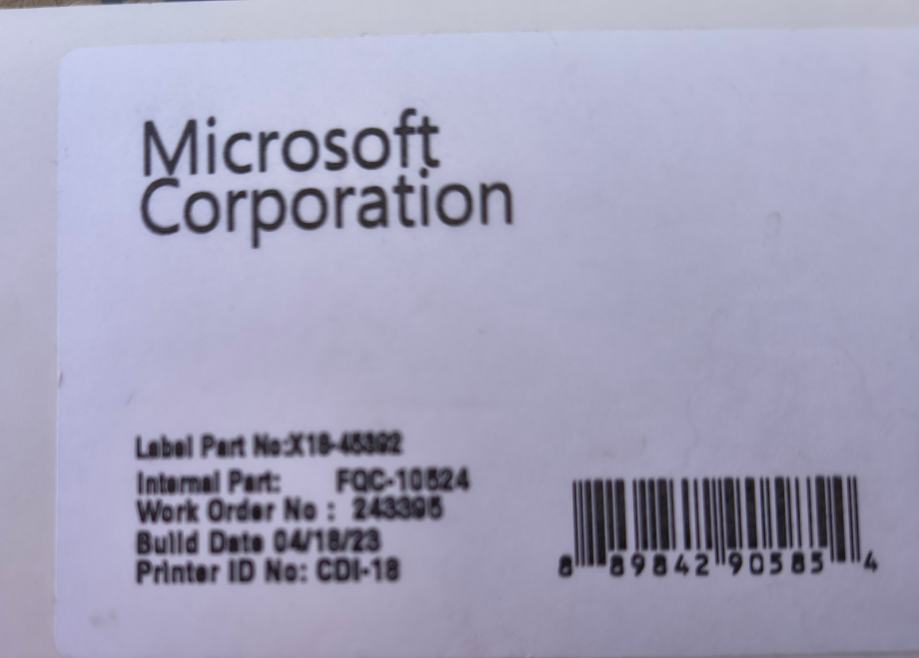 Microsoft
Corporation
Label Part No:X18-45392
Internal Part: FQC-10524
Work Order No : 243395
Build Date 04/18/23
Printer ID No: CDI-18
8 89842 90585 4